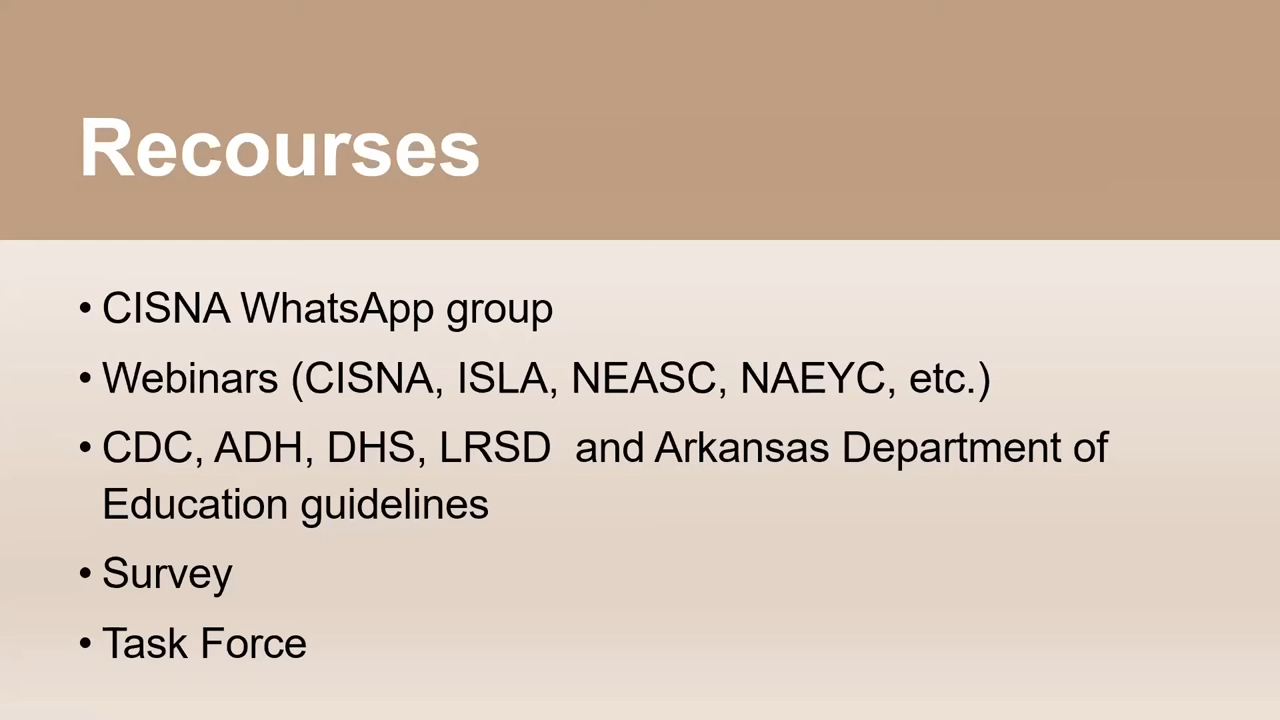 Recourses
• CISNA WhatsApp group
• Webinars (CISNA, ISLA, NEASC, NAEYC, etc.)
• CDC, ADH, DHS, LRSD  and Arkansas Department of
Education guidelines
• Survey
• Task Force